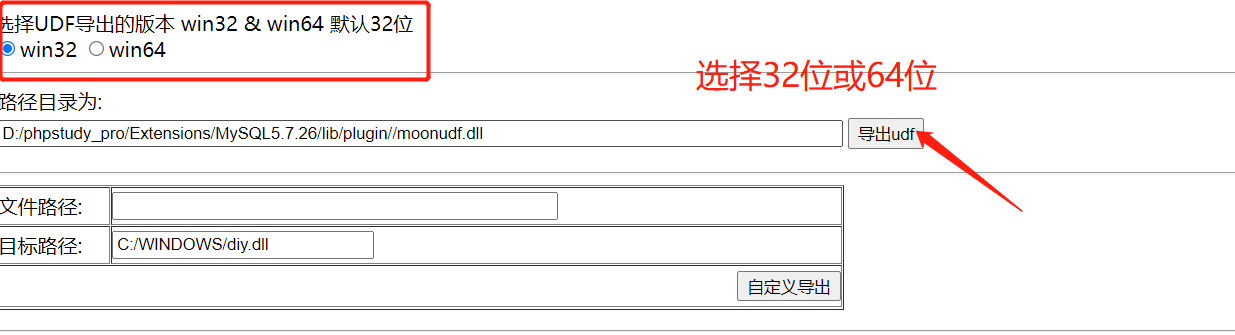 选择UDF导出的版本 win32 & win64 默认32位
win32 win64
选择32位或64位
路径目录为:
D:/phpstudy_pro/Extensions/MySQL5.7.26/lib/plugin//moonudf.dll 导出udf
文件路径:
目标路径: C:/WINDOWS/diy.dll
自定义导出